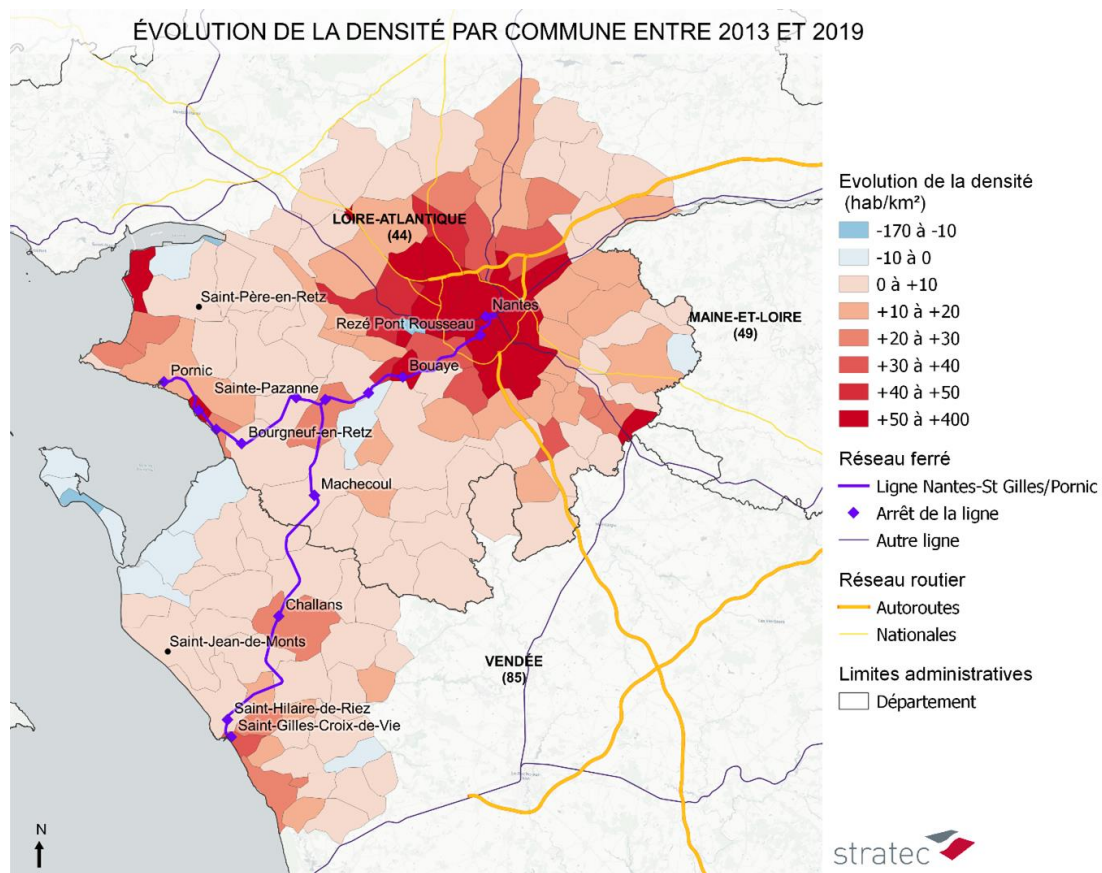 ÉVOLUTION DE LA DENSITÉ PAR COMMUNE ENTRE 2013 ET 2019
LOIRE-ATLANTIQUE
(44)
Saint-Père-en-Retz
Nantes
Rezé Pont Rousseau
MAINE-ET-LOIRE
(49)
Pornic
Bouaye
Sainte-Pazanne
Bourgneuf-en-Retz
Machecoul
Challans
Saint-Jean-de-Monts
VENDÉE
(85)
Saint-Hilaire-de-Riez
Saint-Gilles-Croix-de-Vie
N
Evolution de la densité
(hab/km²)
-170 à -10
-10 à 0
0 à +10
+10 à +20
+20 à +30
+30 à +40
+40 à +50
+50 à +400
Réseau ferré
Ligne Nantes-St Gilles/Pornic
Arrêt de la ligne
Autre ligne
Réseau routier
Autoroutes
Nationales
Limites administratives
Département
stratec